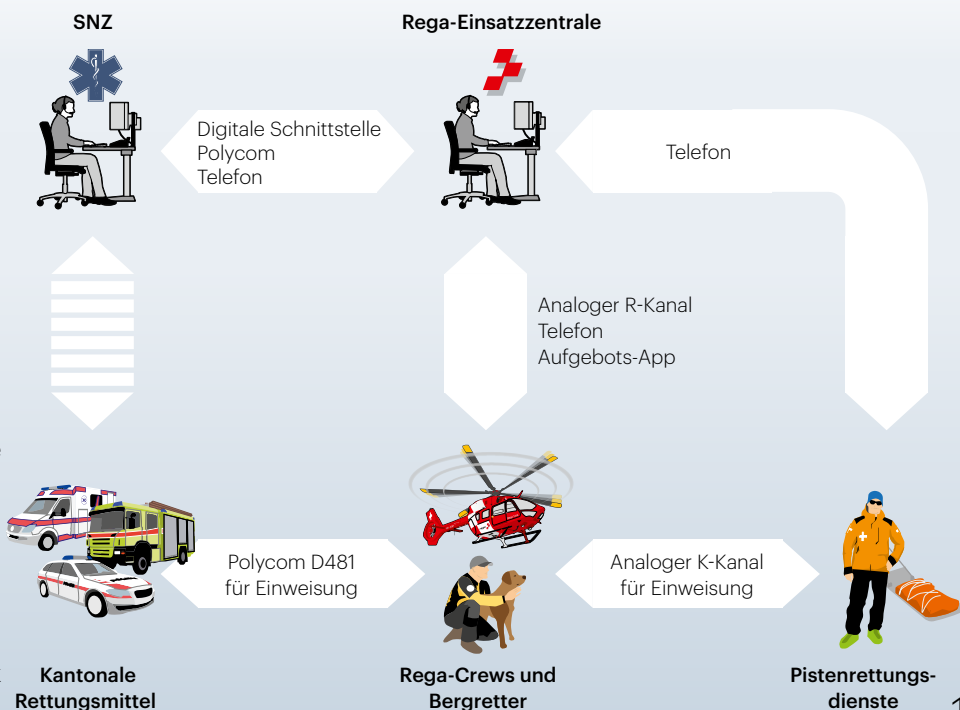 SNZ
Rega-Einsatzzentrale
Digitale Schnittstelle
Polycom
Telefon
Telefon
Analoger R-Kanal
Telefon
Aufgebots-App
Polycom D481
für Einweisung
Analoger K-Kanal
für Einweisung
Kantonale
Rettungsmittel
Rega-Crews und
Bergretter
Pistenrettungs-
dienste